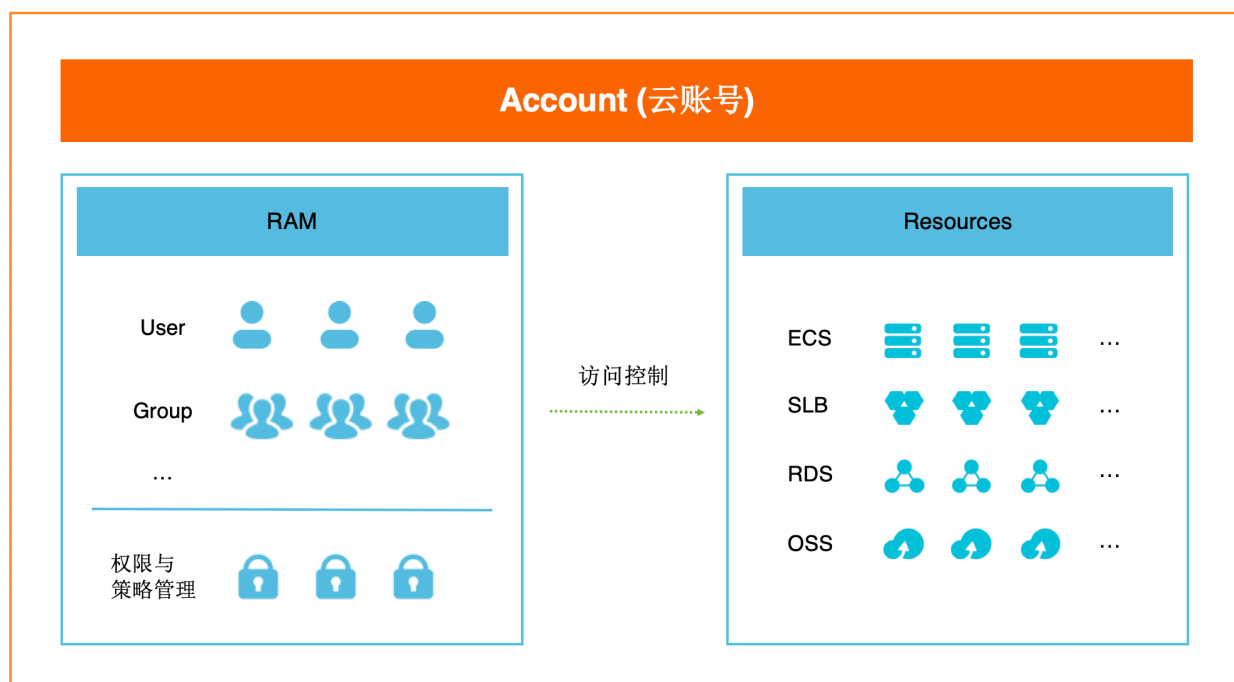 Account (云账号)
RAM
User
Group
...
权限与
策略管理
访问控制
Resources
ECS
...
SLB
...
RDS
...
OSS
...